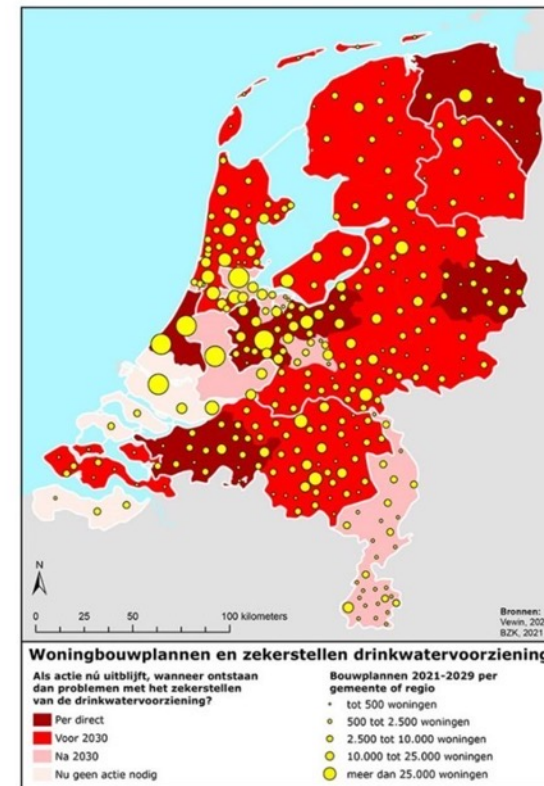 N
0 25 50 100 kilometers
Bronnen:
Vewin, 202
BZK, 2021
Woningbouwplannen en zekerstellen drinkwatervoorziening
Als actie nú uitblijft, wanneer ontstaan
dan problemen met het zekerstellen
van de drinkwatervoorziening?
Per direct
Voor 2030
Na 2030
Nu geen actie nodig
Bouwplannen 2021-2029 per
gemeente of regio
tot 500 woningen
500 tot 2.500 woningen
2.500 tot 10.000 woningen
10.000 tot 25.000 woningen
meer dan 25.000 woningen